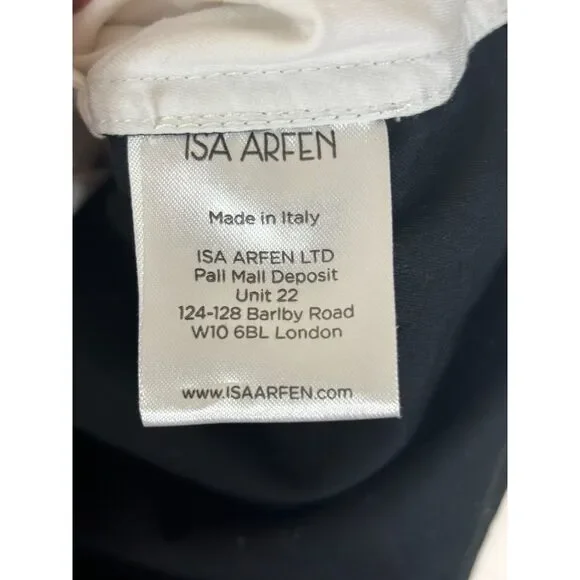 ISA ARFEN
Made in Italy
ISA ARFEN LTD
Pall Mall Deposit
Unit 22
124-128 Barlby Road
W10 6BL London
www.ISAARFEN.com